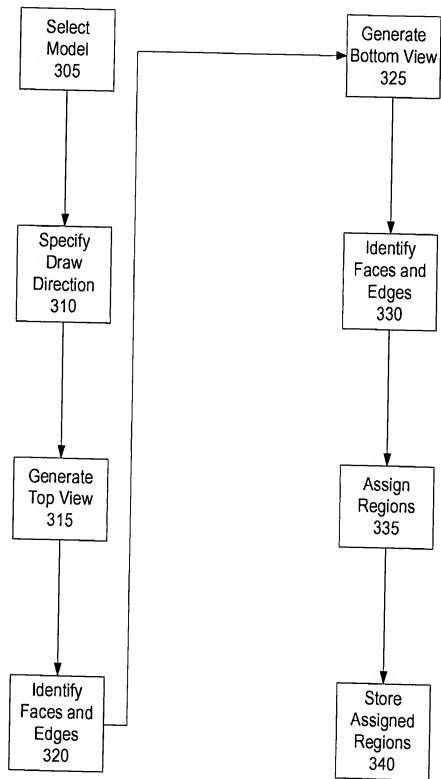 Select
Model
305
Specify
Draw
Direction
310
Generate
Top View
315
Identify
Faces and
Edges
320
Generate
Bottom View
325
Identify
Faces and
Edges
330
Assign
Regions
335
Store
Assigned
Regions
340